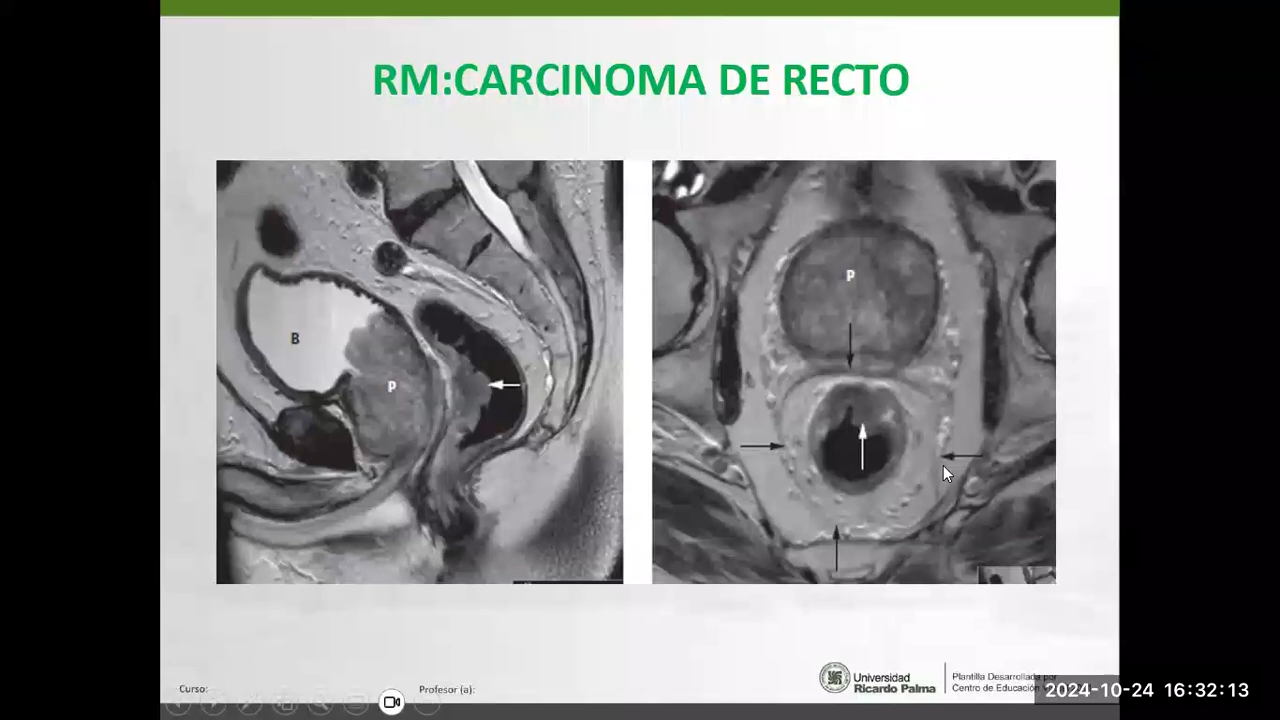 RM:CARCINOMA DE RECTO
B
P
P
Curso:
Profesor (a):
Universidad
Ricardo Palma
Plantilla Desarrollada por
Centro de Educación
2024-10-24 16:32:13